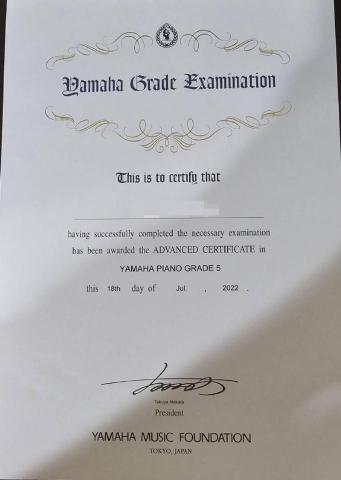 Yamaha Grade Examination
This is to certify that
having successfully completed the necessary examination
has been awarded the ADVANCED CERTIFICATE in
YAMAHA PIANO GRADE 5
this 18th day of Jul. , 2022 .
President
YAMAHA MUSIC FOUNDATION
TOKYO, JAPAN